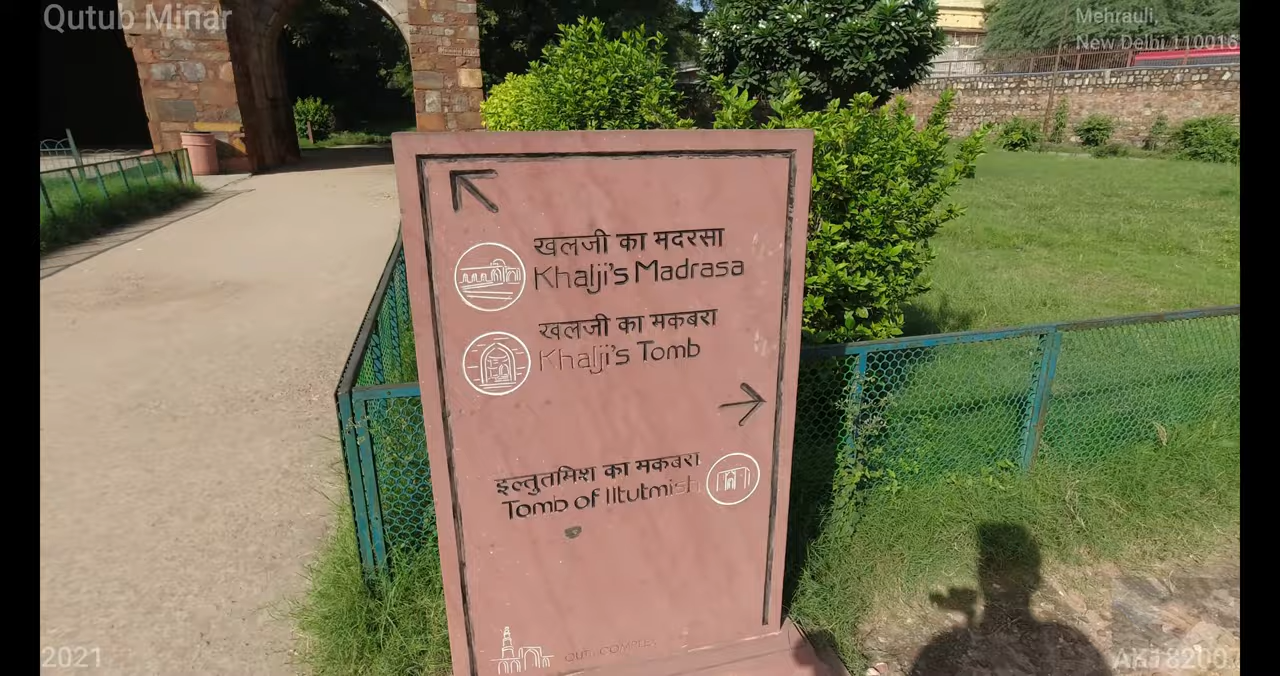 Qutub Minar
Mehrauli,
New Delhi 110016
खलजी का मदरसा
Khalji's Madrasa
खलजी का मकबरा
Khalji's Tomb
इल्तुतमिश का मकबरा
Tomb of Iltutmish
QUTB COMPLEX
2021